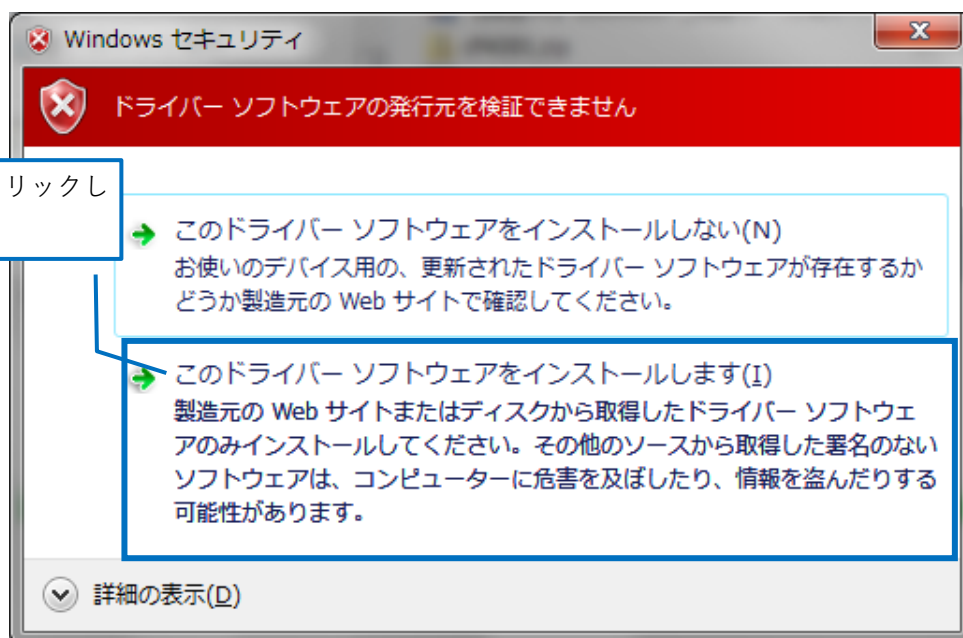 Windows セキュリティ
ドライバー ソフトウェアの発行元を検証できません
リックし
このドライバー ソフトウェアをインストールしない(N)
お使いのデバイス用の、更新されたドライバー ソフトウェアが存在するか
どうか製造元の Web サイトで確認してください。
このドライバー ソフトウェアをインストールします(I)
製造元の Web サイトまたはディスクから取得したドライバー ソフトウェ
アのみインストールしてください。その他のソースから取得した署名のない
ソフトウェアは、コンピューターに危害を及ぼしたり、情報を盗んだりする
可能性があります。
詳細の表示(D)